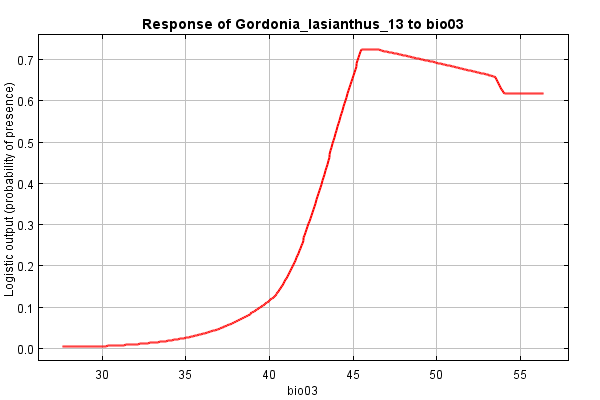 Response of Gordonia_lasianthus_13 to bio03
Logistic output (probability of presence)
0.7
0.6
0.5
0.4
0.3
0.2
0.1
0.0
30 35 40 45 50 55
bio03